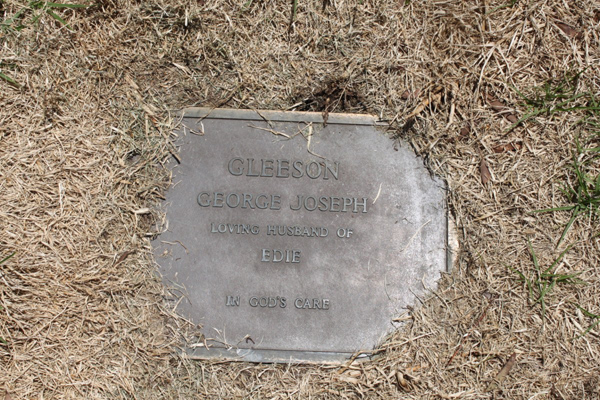 GLEESON
GEORGE JOSEPH
LOVING HUSBAND OF
EDIE
IN GOD'S CARE